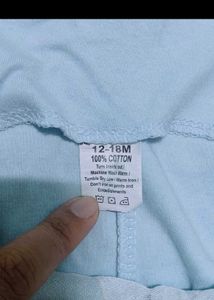 12-18M
100% COTTON
Turn Inside out /
Machine Wash Warm /
Tumble Dry Low / Warm Iron /
Don't iron on prints and
Embellishments